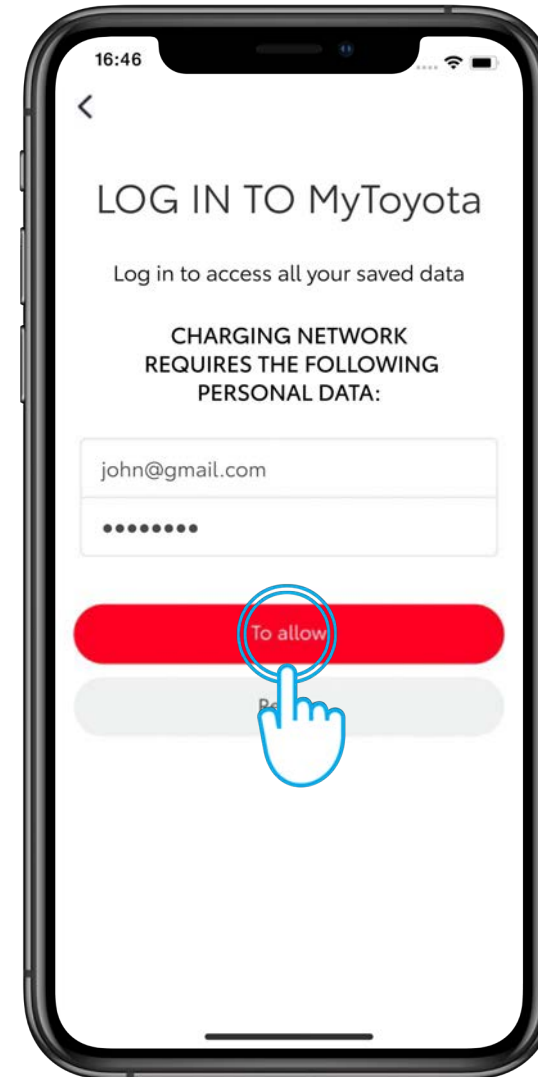 16:46
LOG IN TO MyToyota
Log in to access all your saved data
CHARGING NETWORK
REQUIRES THE FOLLOWING
PERSONAL DATA:
john@gmail.com
••••••••
To allow